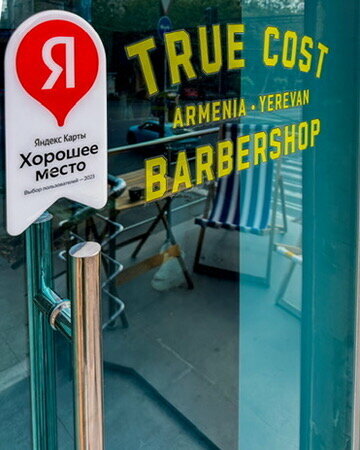 Я
Яндекс Карты
Хорошее
место
Выбор пользователей — 2023
TRUE COST
ARMENIA • YEREVAN
BARBERSHOP